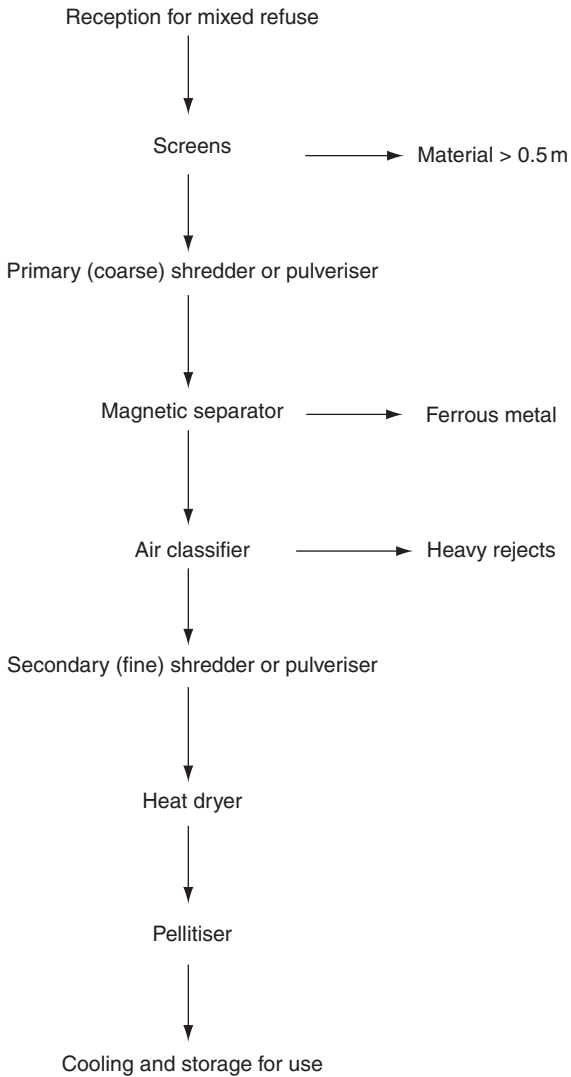 Reception for mixed refuse
Screens
Material > 0.5 m
Primary (coarse) shredder or pulveriser
Magnetic separator
Ferrous metal
Air classifier
Heavy rejects
Secondary (fine) shredder or pulveriser
Heat dryer
Pellitiser
Cooling and storage for use